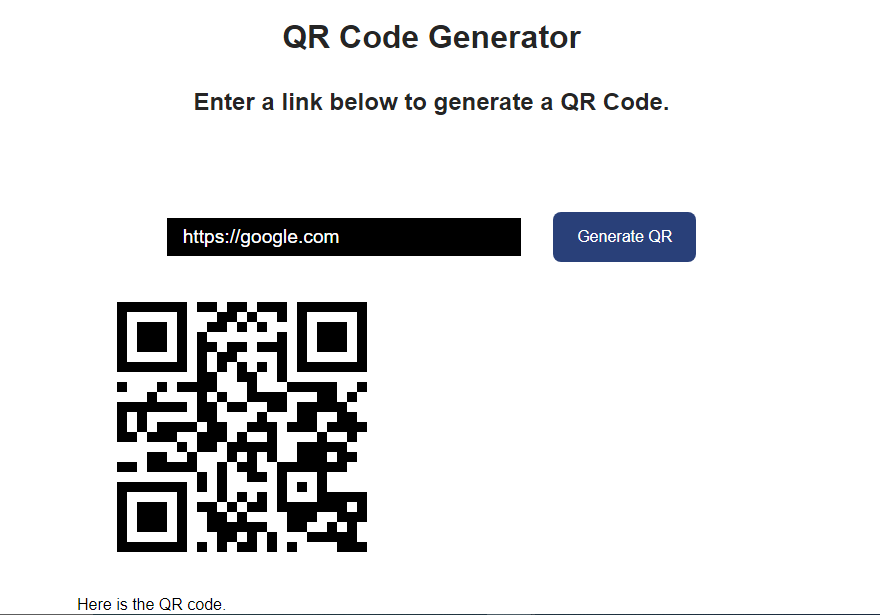 QR Code Generator
Enter a link below to generate a QR Code.
https://google.com
Generate QR
Here is the QR code.